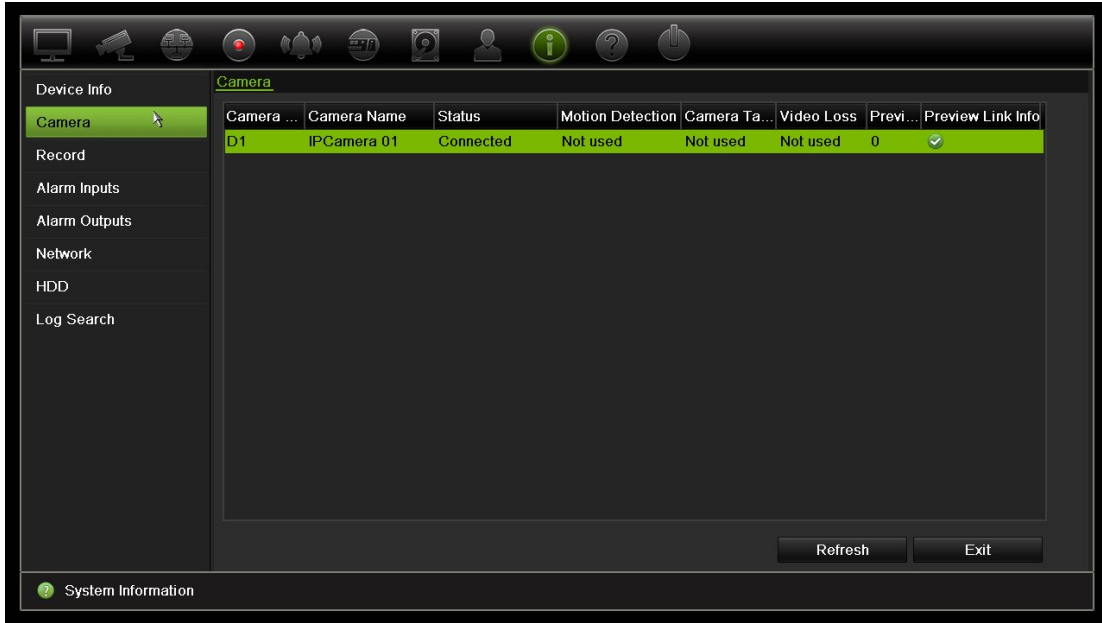 Device Info
Camera
Record
Alarm Inputs
Alarm Outputs
Network
HDD
Log Search
Camera
Camera ... Camera Name Status Motion Detection Camera Ta... Video Loss Previ... Preview Link Info
D1 IPCamera 01 Connected Not used Not used Not used 0
Refresh Exit
? System Information